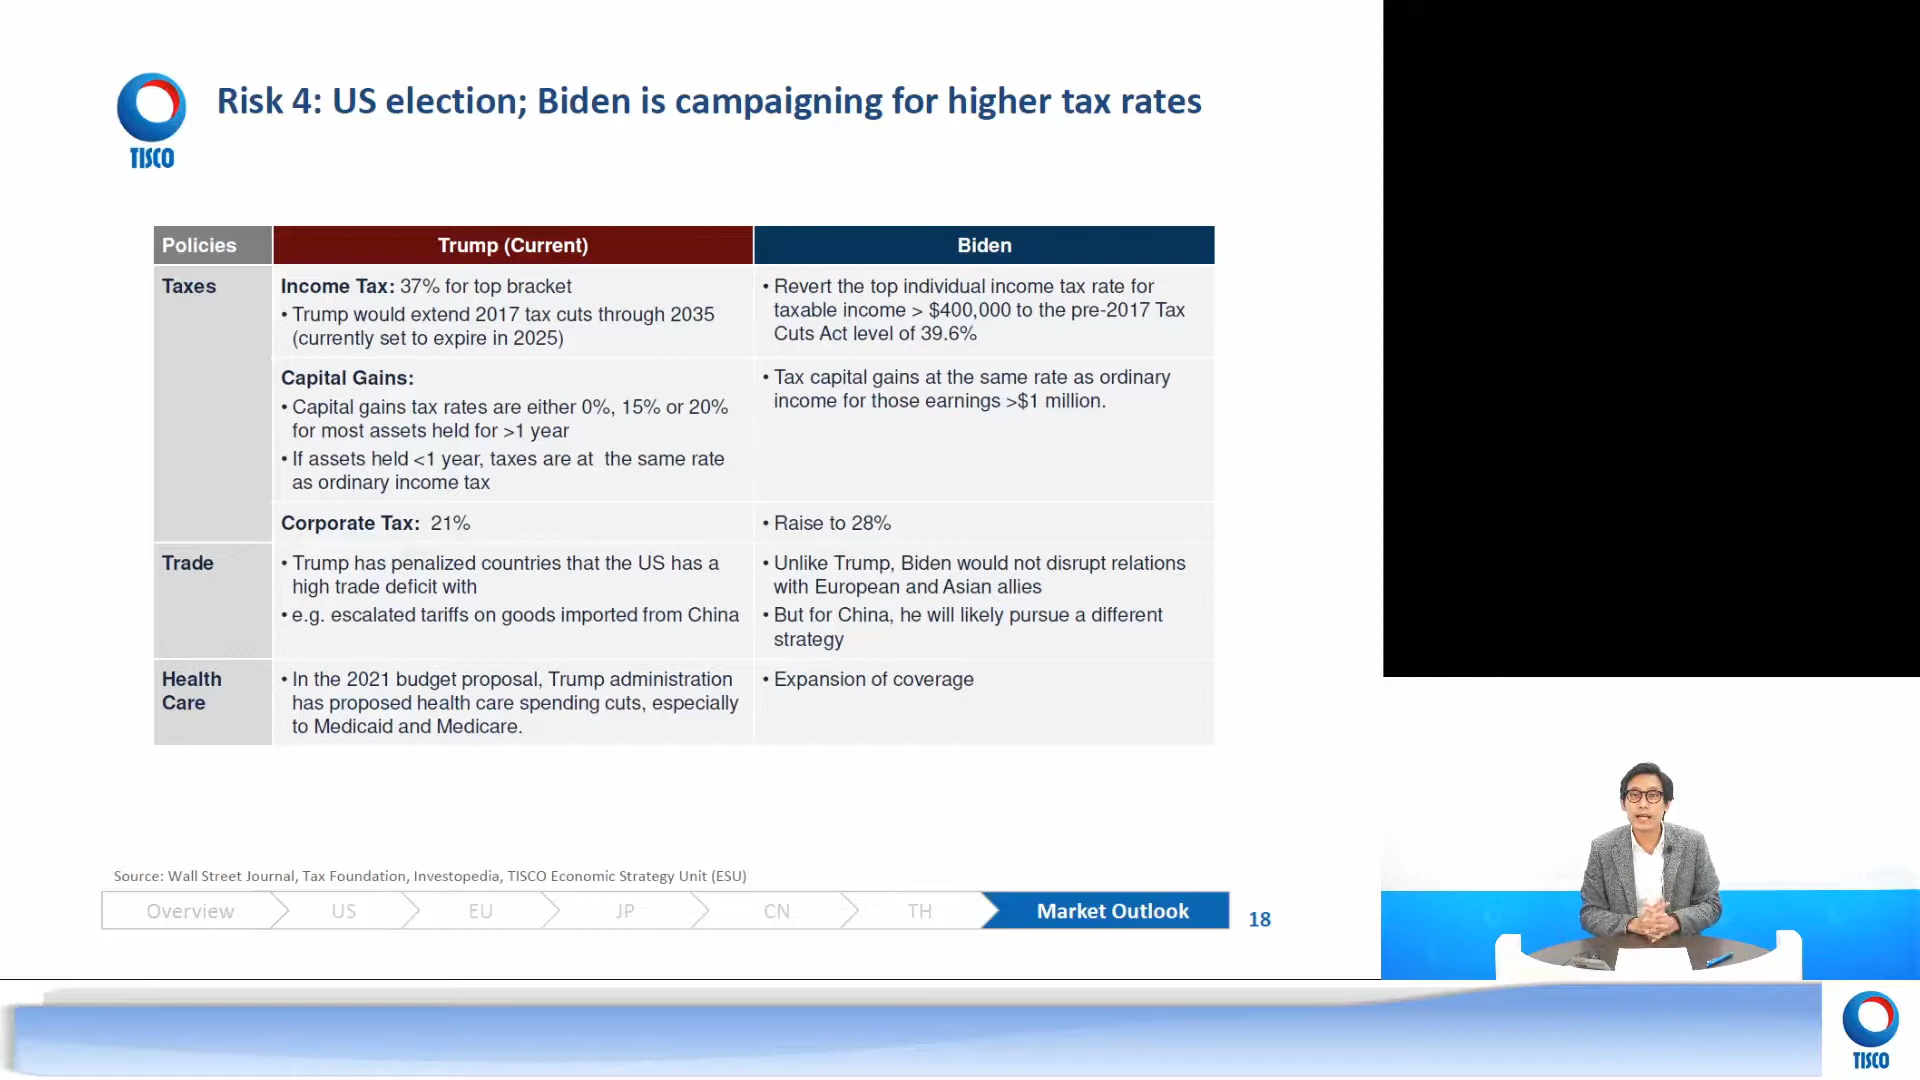 Risk 4: US election; Biden is campaigning for higher tax rates
TISCO
Policies
Trump (Current)
Biden
Taxes
Income Tax: 37% for top bracket
• Trump would extend 2017 tax cuts through 2035
(currently set to expire in 2025)
• Revert the top individual income tax rate for
taxable income > $400,000 to the pre-2017 Tax
Cuts Act level of 39.6%
Capital Gains:
• Capital gains tax rates are either 0%, 15% or 20%
for most assets held for >1 year
• If assets held <1 year, taxes are at the same rate
as ordinary income tax
• Tax capital gains at the same rate as ordinary
income for those earnings >$1 million.
Corporate Tax: 21%
• Raise to 28%
Trade
• Trump has penalized countries that the US has a
high trade deficit with
• e.g. escalated tariffs on goods imported from China
• Unlike Trump, Biden would not disrupt relations
with European and Asian allies
• But for China, he will likely pursue a different
strategy
Health
Care
• In the 2021 budget proposal, Trump administration
has proposed health care spending cuts, especially
to Medicaid and Medicare.
• Expansion of coverage
Source: Wall Street Journal, Tax Foundation, Investopedia, TISCO Economic Strategy Unit (ESU)
Overview
US
EU
JP
CN
TH
Market Outlook
18
TISCO